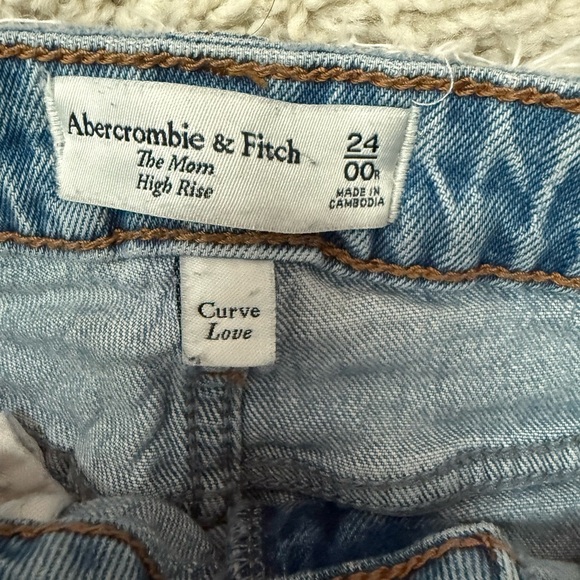 Abercrombie & Fitch
The Mom
High Rise
24
00R
MADE IN
CAMBODIA
Curve
Love